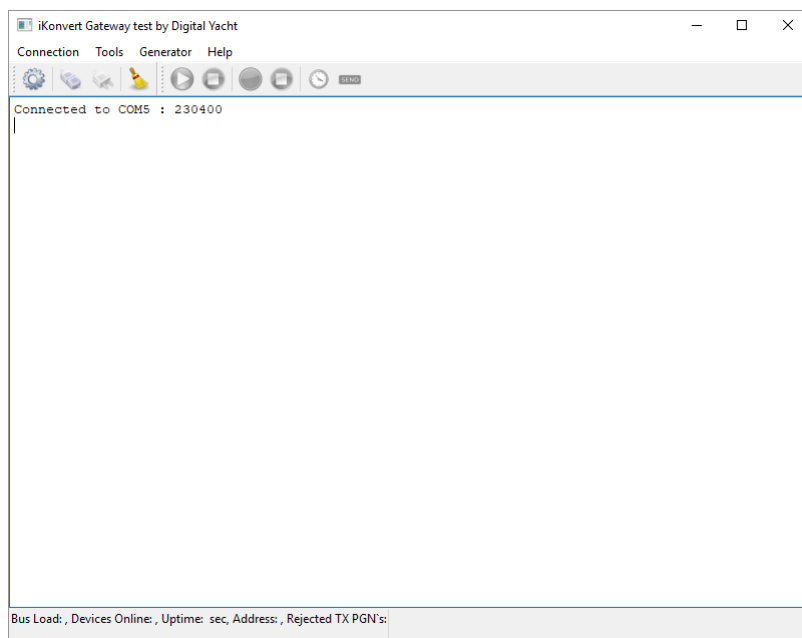 iKonvert Gateway test by Digital Yacht
Connection Tools Generator Help
SEND
Connected to COM5 : 230400
Bus Load: , Devices Online: , Uptime: sec, Address: , Rejected TX PGN`s: